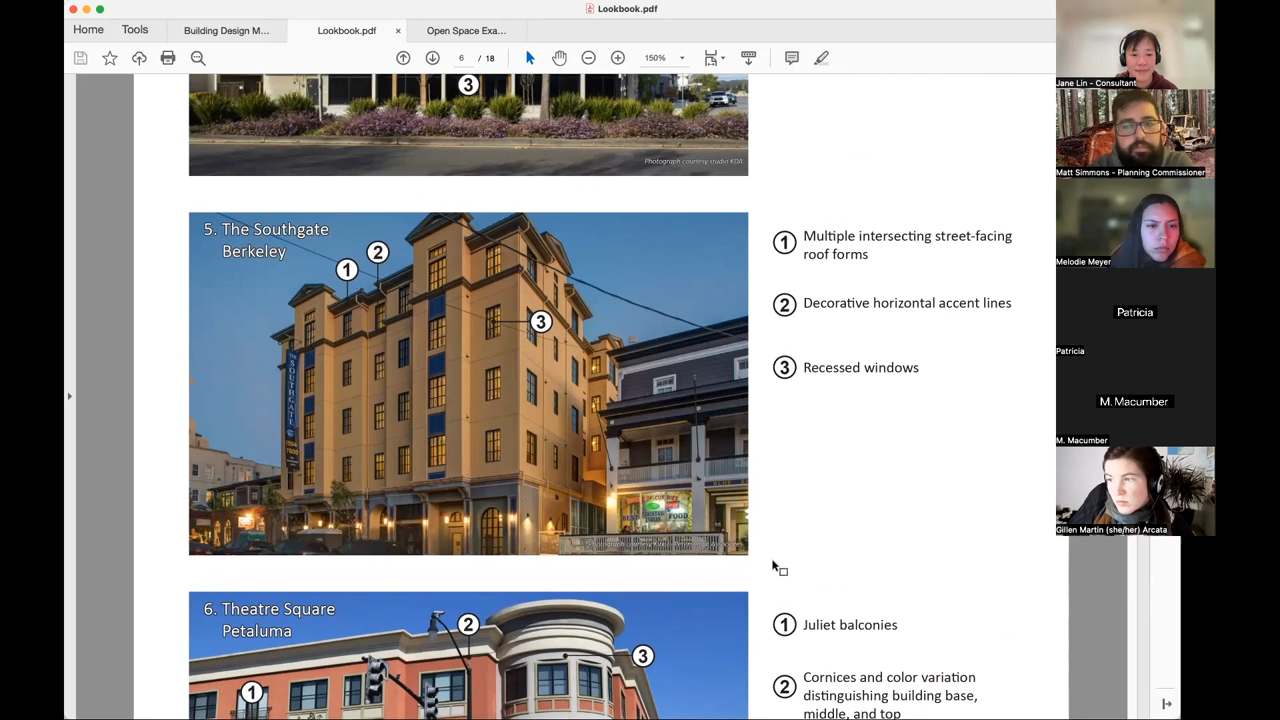 Lookbook.pdf
Home
Tools
Building Design M...
Lookbook.pdf
×
Open Space Exa...
6
/ 18
150%
3
Photograph courtesy studio KDA
5. The Southgate
Berkeley
1
2
3
THE
SOUTHGATE
FOOD
1
Multiple intersecting street-facing
roof forms
2
Decorative horizontal accent lines
3
Recessed windows
6. Theatre Square
Petaluma
1
2
3
1
Juliet balconies
2
Cornices and color variation
distinguishing building base,
middle, and top
Jane Lin - Consultant
Matt Simmons - Planning Commissioner
Melodie Meyer
Patricia
Patricia
M. Macumber
M. Macumber
Gillen Martin (she/her) Arcata